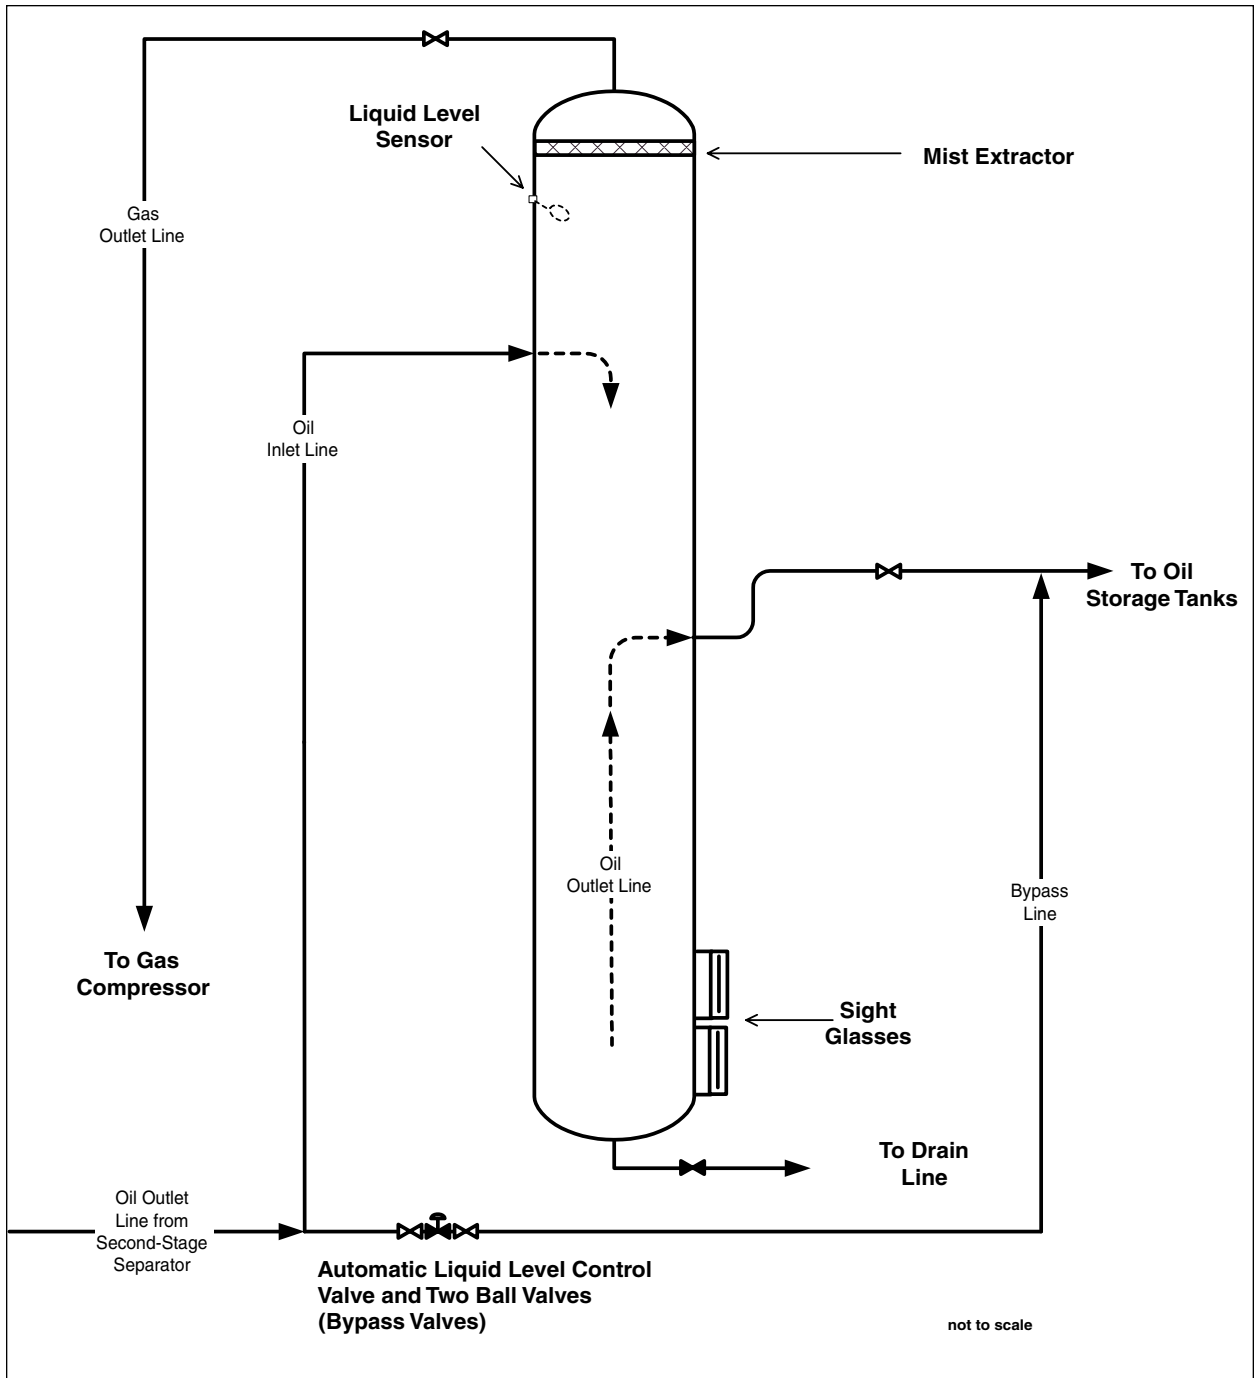 Liquid Level
Sensor
Mist Extractor
Gas
Outlet Line
Oil
Inlet Line
To Oil
Storage Tanks
Oil
Outlet Line
Bypass
Line
To Gas
Compressor
Sight
Glasses
To Drain
Line
Oil Outlet
Line from
Second-Stage
Separator
Automatic Liquid Level Control
Valve and Two Ball Valves
(Bypass Valves)
not to scale